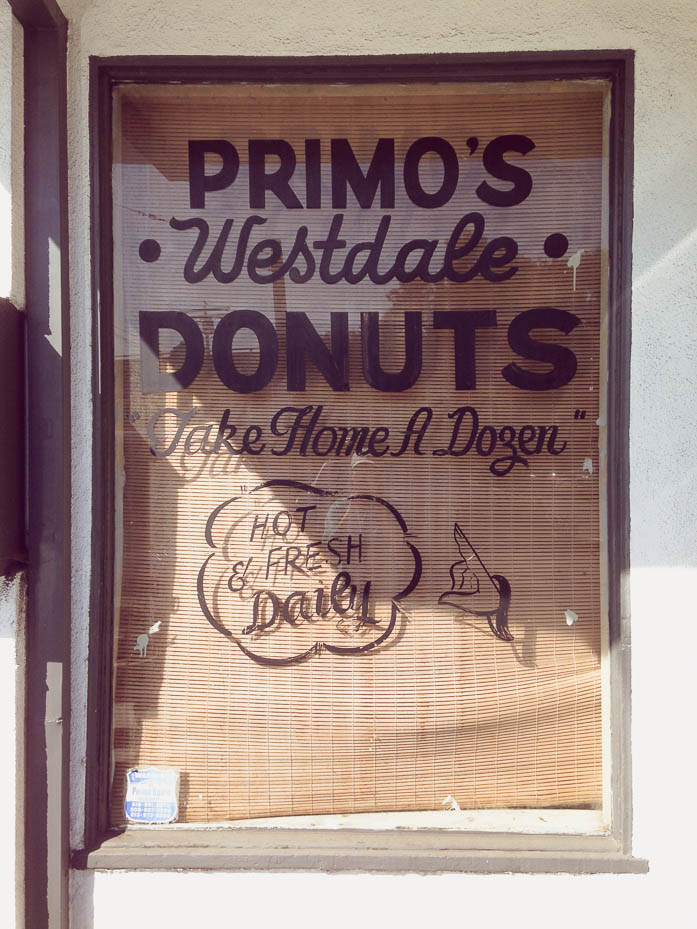 PRIMO'S
• Westdale •
DONUTS
"Take Home A Dozen"
"HOT
& FRESH
Daily